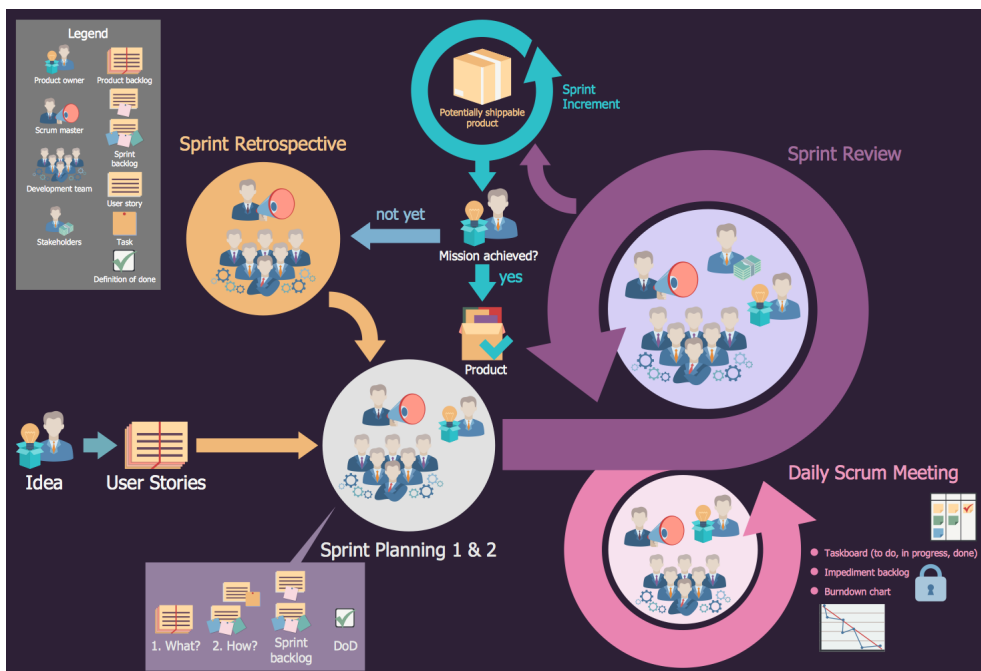 Legend
Product owner
Product backlog
Scrum master
Sprint
backlog
Development team
User story
Stakeholders
Task
Definition of done
Potentially shippable
product
Sprint
Increment
Sprint Retrospective
Sprint Review
not yet
Mission achieved?
yes
Product
Idea
User Stories
Sprint Planning 1 & 2
1. What?
2. How?
Sprint
backlog
DoD
Daily Scrum Meeting
Taskboard (to do, in progress, done)
Impediment backlog
Burndown chart